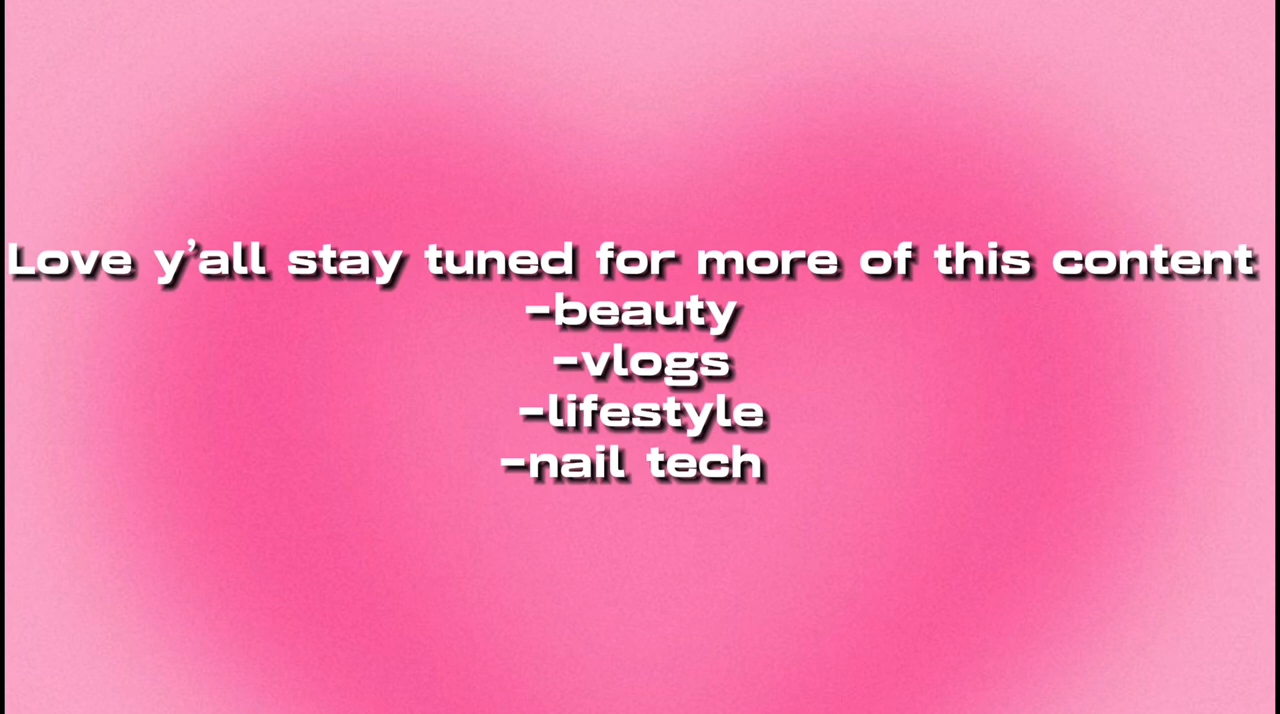 Love y’all stay tuned for more of this content
-beauty
-vlogs
-lifestyle
-nail tech